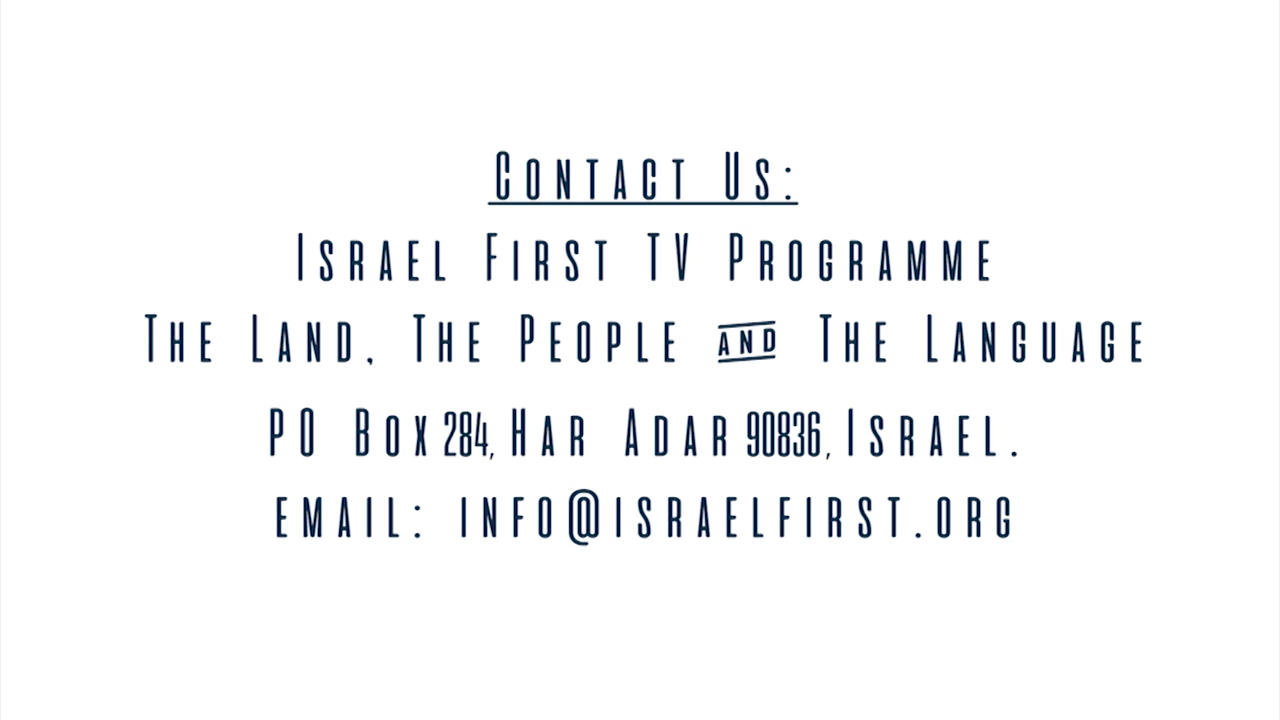 Contact Us:
Israel First TV Programme
The Land, The People and The Language
PO Box 284, Har Adar 90836, Israel.
email: info@israelfirst.org